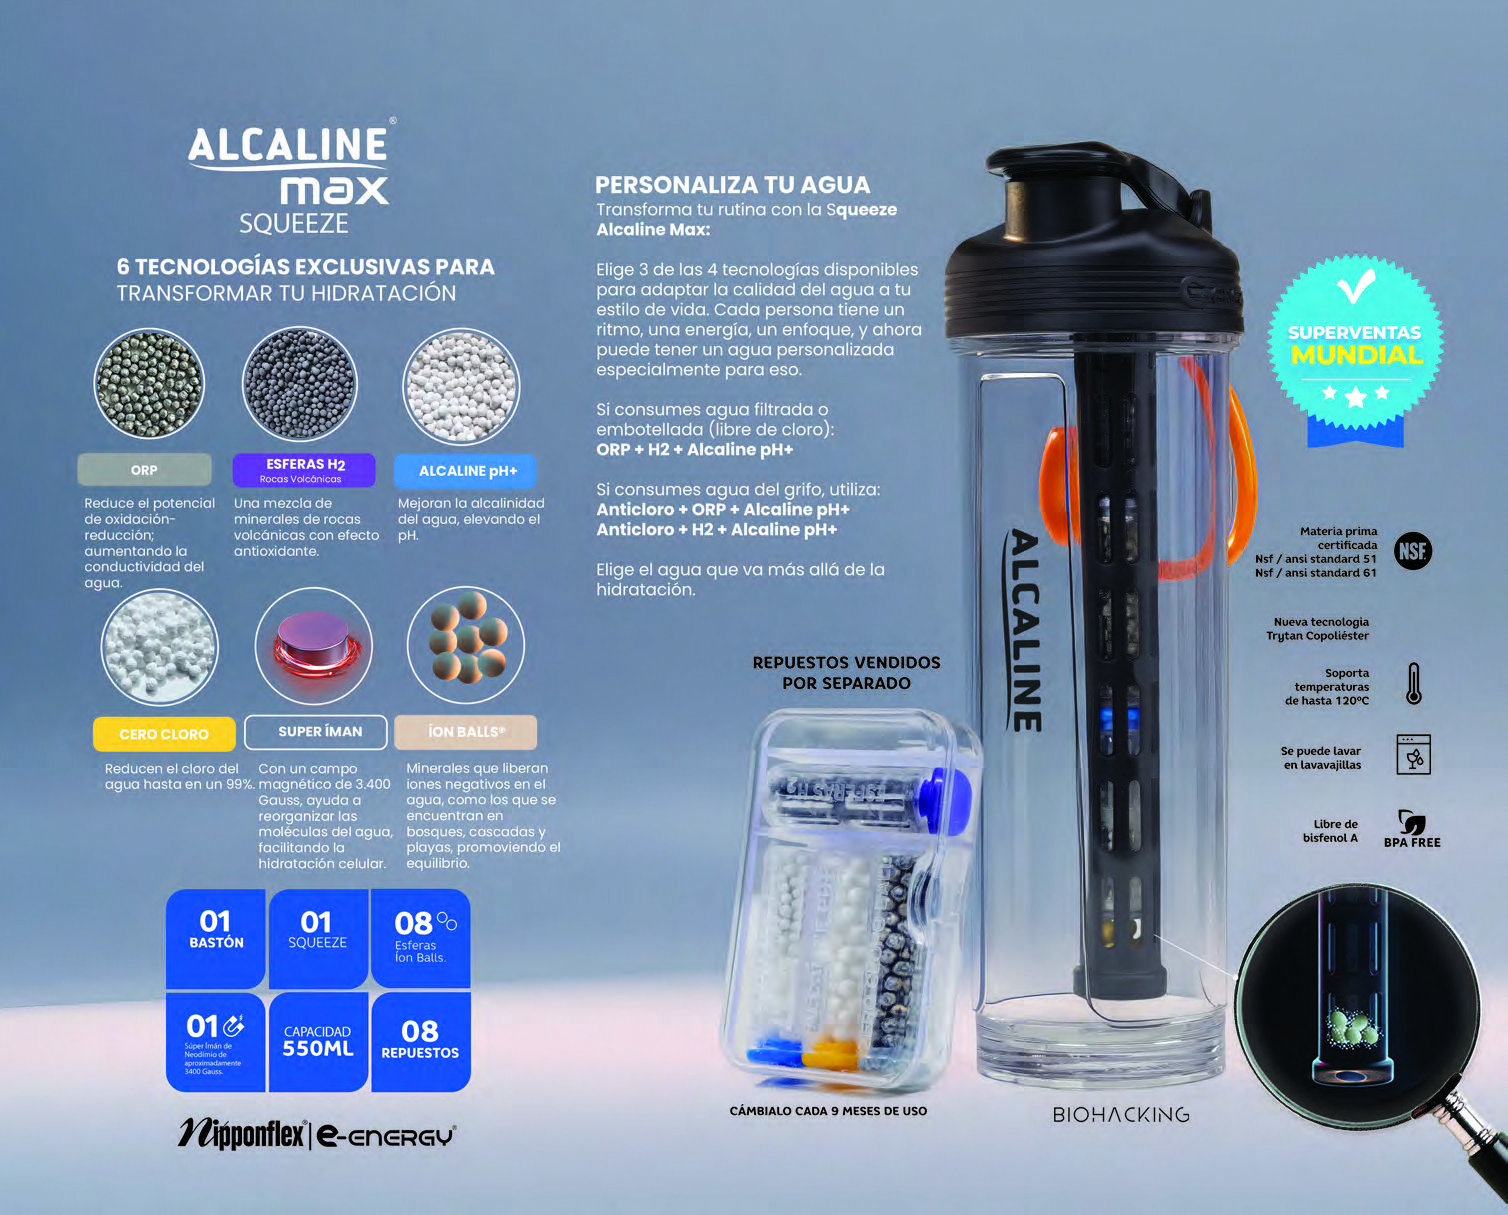 ALCALINE®
max
SQUEEZE
6 TECNOLOGÍAS EXCLUSIVAS PARA
TRANSFORMAR TU HIDRATACIÓN
ORP
Reduce el potencial
de oxidación-
reducción;
aumentando la
conductividad del
agua.
ESFERAS H2
Rocas Volcánicas
Una mezcla de
minerales de rocas
volcánicas con efecto
antioxidante.
ALCALINE pH+
Mejoran la alcalinidad
del agua, elevando el
pH.
CERO CLORO
Reducen el cloro del
agua hasta en un 99%.
SUPER ÍMAN
Con un campo
magnético de 3.400
Gauss, ayuda a
reorganizar las
moléculas del agua,
facilitando la
hidratación celular.
ÍON BALLS®
Minerales que liberan
iones negativos en el
agua, como los que se
encuentran en
bosques, cascadas y
playas, promoviendo el
equilibrio.
01
BASTÓN
01
SQUEEZE
08
Esferas
Íon Balls.
01
Súper Ímán de
Neodímio de
aproximadamente
3400 Gauss.
CAPACIDAD
550ML
08
REPUESTOS
Nipponflex® | e-ENERGY®
PERSONALIZA TU AGUA
Transforma tu rutina con la Squeeze
Alcaline Max:
Elige 3 de las 4 tecnologías disponibles
para adaptar la calidad del agua a tu
estilo de vida. Cada persona tiene un
ritmo, una energía, un enfoque, y ahora
puede tener un agua personalizada
especialmente para eso.
Si consumes agua filtrada o
embotellada (libre de cloro):
ORP + H2 + Alcaline pH+
Si consumes agua del grifo, utiliza:
Anticloro + ORP + Alcaline pH+
Anticloro + H2 + Alcaline pH+
Elige el agua que va más allá de la
hidratación.
REPUESTOS VENDIDOS
POR SEPARADO
ESFERAS H2
CÁMBIALO CADA 9 MESES DE USO
ALCALINE
BIOHACKING
SUPERVENTAS
MUNDIAL
Materia prima
certificada
Nsf / ansi standard 51
Nsf / ansi standard 61
NSF.
Nueva tecnologia
Trytan Copoliéster
Soporta
temperaturas
de hasta 120ºC
Se puede lavar
en lavavajillas
Libre de
bisfenol A
BPA FREE